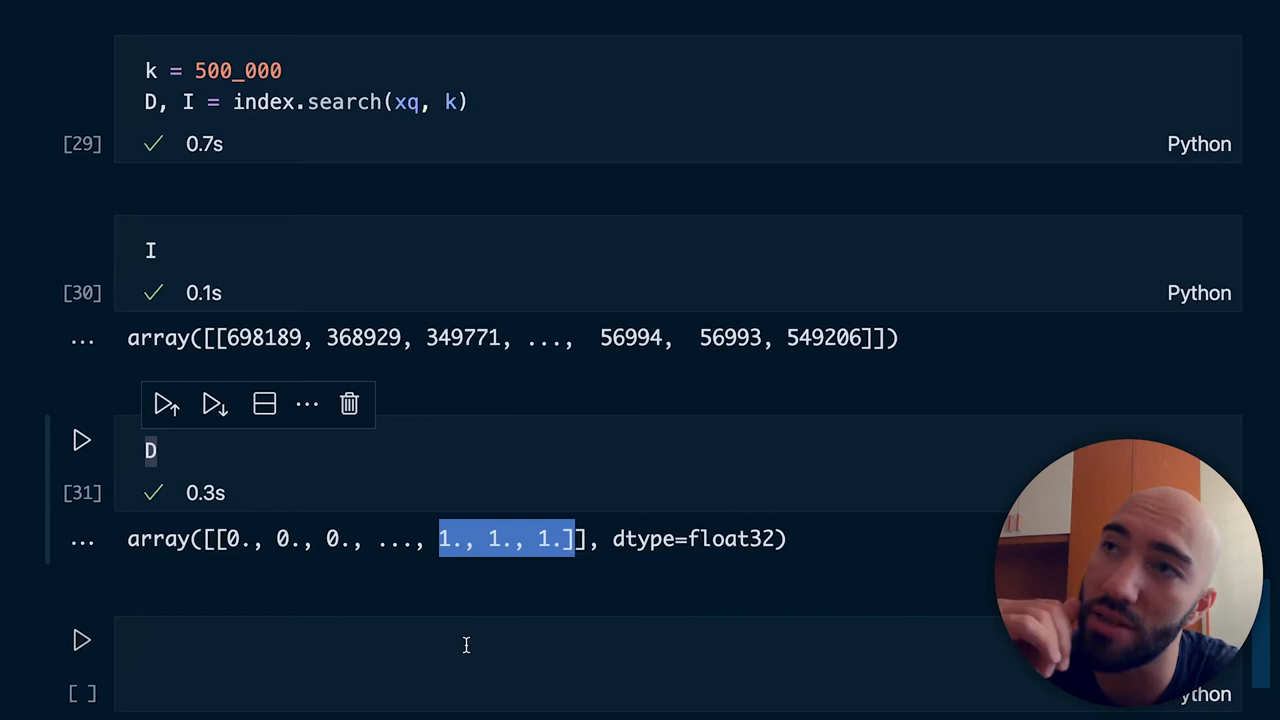 k = 500_000
D, I = index.search(xq, k)
[29] 0.7s Python
I
[30] 0.1s Python
... array([[698189, 368929, 349771, ...,  56994,  56993, 549206]])
D
[31] 0.3s
... array([[0., 0., 0., ..., 1., 1., 1.]], dtype=float32)
[ ] ython